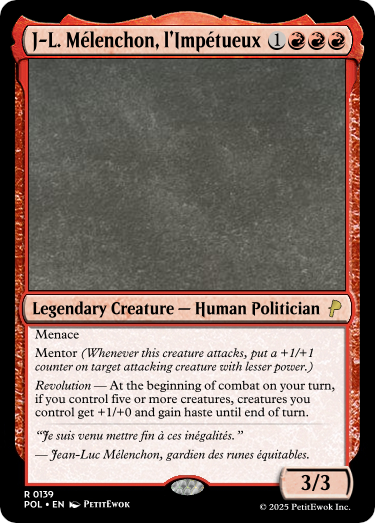 J-L. Mélenchon, l'Impétueux 1
Legendary Creature — Human Politician
Menace
Mentor (Whenever this creature attacks, put a +1/+1
counter on target attacking creature with lesser power.)
Revolution — At the beginning of combat on your turn,
if you control five or more creatures, creatures you
control get +1/+0 and gain haste until end of turn.
“Je suis venu mettre fin à ces inégalités.”
— Jean-Luc Mélenchon, gardien des runes équitables.
3/3
R 0139
POL • EN PetitEwok
© 2025 PetitEwok Inc.